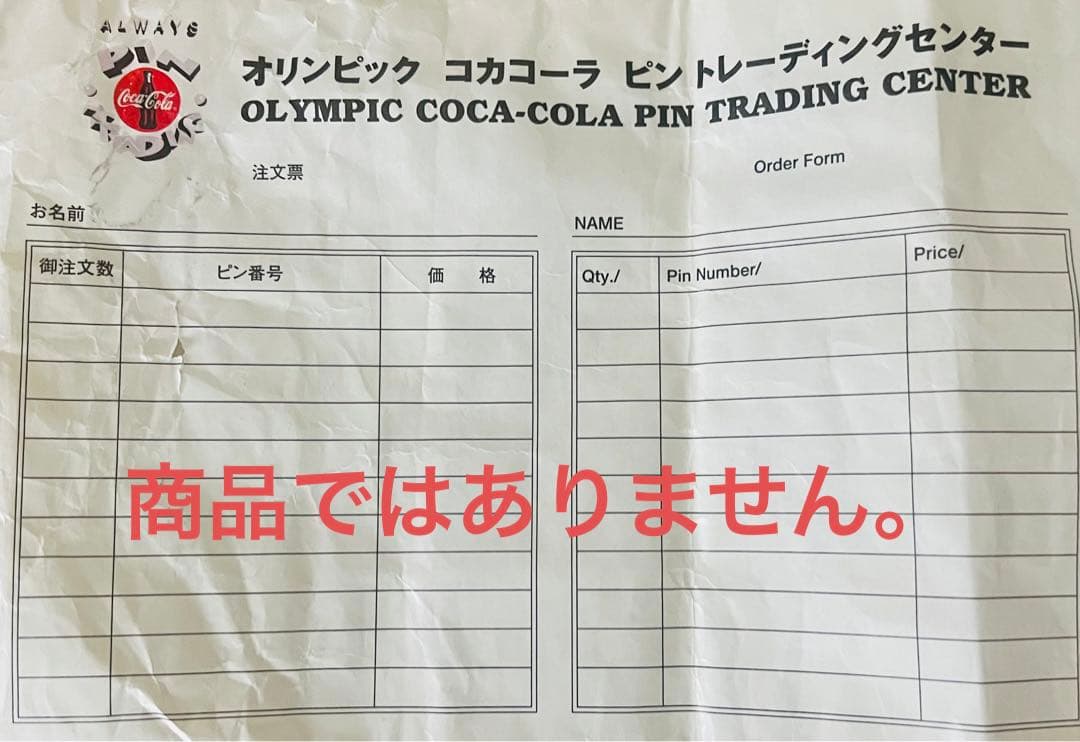 ALWAYS
PIN
Coca-Cola
TRADING
オリンピック コカコーラ ピントレーディングセンター
OLYMPIC COCA-COLA PIN TRADING CENTER
注文票
Order Form
お名前
NAME
御注文数 ピン番号 価 格
Qty./ Pin Number/ Price/
商品ではありません。